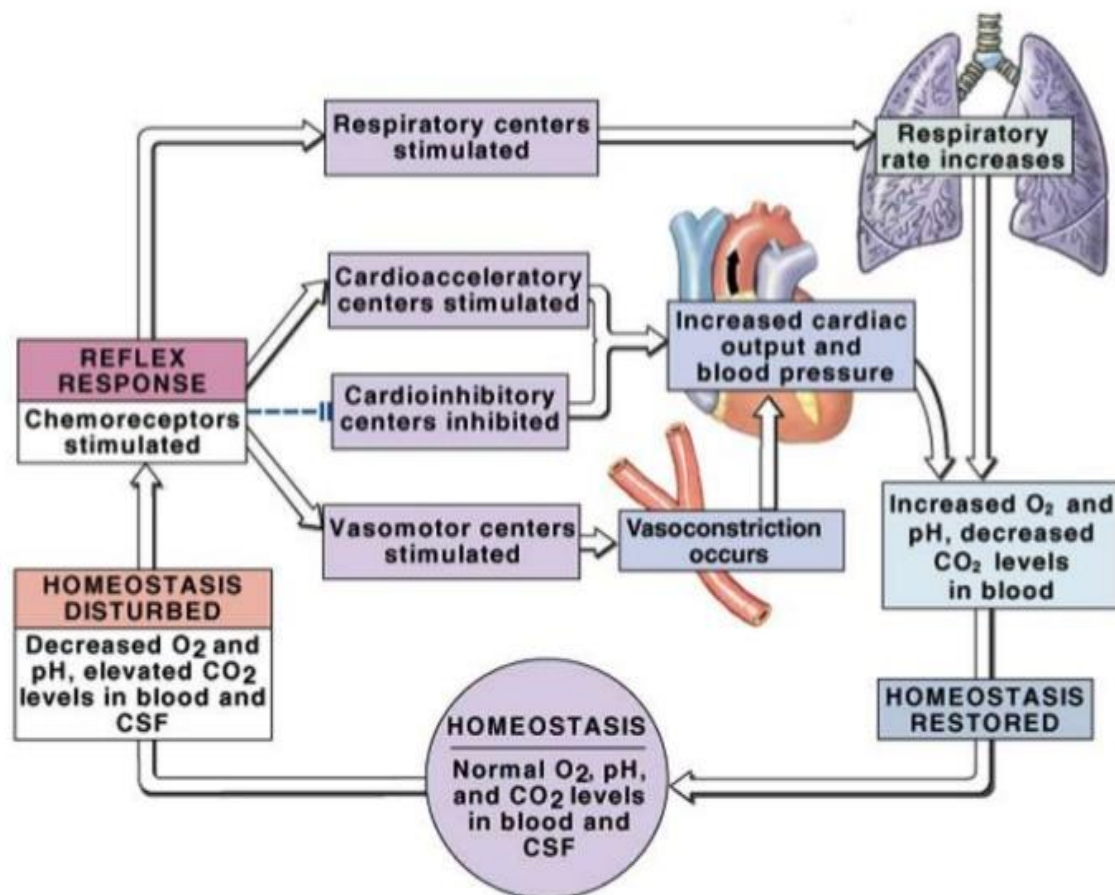 Respiratory centers
stimulated
Respiratory
rate increases
Cardioacceleratory
centers stimulated
Increased cardiac
output and
blood pressure
REFLEX
RESPONSE
Chemoreceptors
stimulated
Cardioinhibitory
centers inhibited
Vasomotor centers
stimulated
Vasoconstriction
occurs
Increased O₂ and
pH, decreased
CO₂ levels
in blood
HOMEOSTASIS
DISTURBED
Decreased O₂ and
pH, elevated CO₂
levels in blood and
CSF
HOMEOSTASIS
RESTORED
HOMEOSTASIS
Normal O₂, pH,
and CO₂ levels
in blood and
CSF